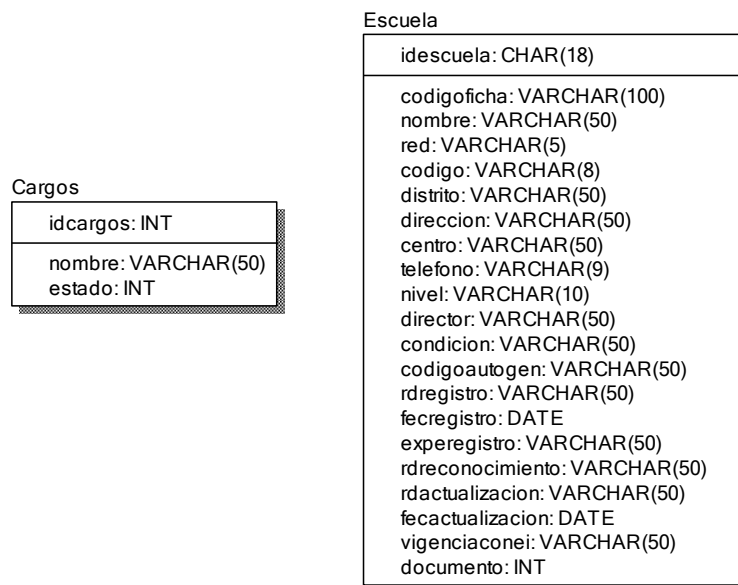 Cargos
idcargos: INT
nombre: VARCHAR(50)
estado: INT
Escuela
idescuela: CHAR(18)
codigoficha: VARCHAR(100)
nombre: VARCHAR(50)
red: VARCHAR(5)
codigo: VARCHAR(8)
distrito: VARCHAR(50)
direccion: VARCHAR(50)
centro: VARCHAR(50)
telefono: VARCHAR(9)
nivel: VARCHAR(10)
director: VARCHAR(50)
condicion: VARCHAR(50)
codigoautogen: VARCHAR(50)
rdregistro: VARCHAR(50)
fecregistro: DATE
experegistro: VARCHAR(50)
rdreconocimiento: VARCHAR(50)
rdactualizacion: VARCHAR(50)
fecactualizacion: DATE
vigenciaconei: VARCHAR(50)
documento: INT